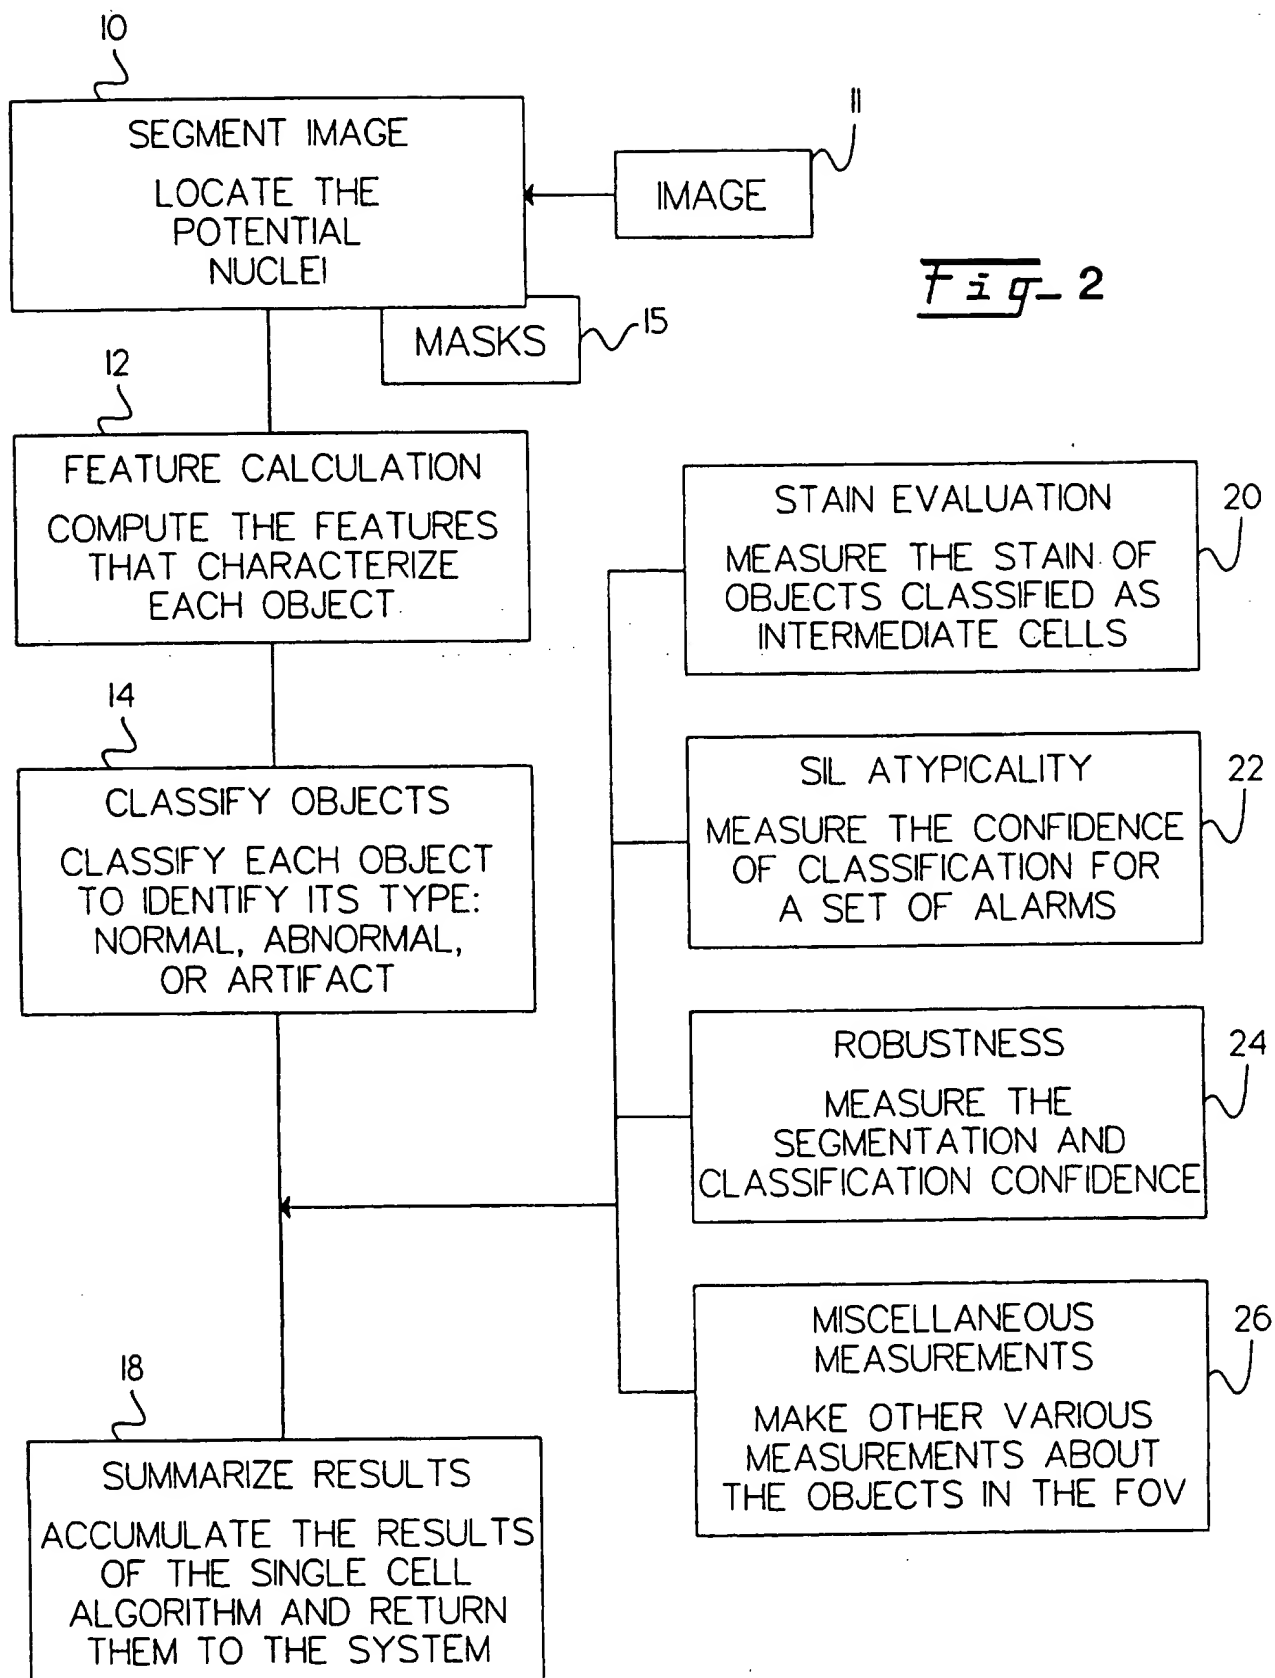 10
SEGMENT IMAGE
LOCATE THE
POTENTIAL
NUCLEI
11
IMAGE
Fig_2
MASKS
15
12
FEATURE CALCULATION
COMPUTE THE FEATURES
THAT CHARACTERIZE
EACH OBJECT
14
CLASSIFY OBJECTS
CLASSIFY EACH OBJECT
TO IDENTIFY ITS TYPE:
NORMAL, ABNORMAL,
OR ARTIFACT
20
STAIN EVALUATION
MEASURE THE STAIN OF
OBJECTS CLASSIFIED AS
INTERMEDIATE CELLS
22
SIL ATYPICALITY
MEASURE THE CONFIDENCE
OF CLASSIFICATION FOR
A SET OF ALARMS
24
ROBUSTNESS
MEASURE THE
SEGMENTATION AND
CLASSIFICATION CONFIDENCE
26
MISCELLANEOUS
MEASUREMENTS
MAKE OTHER VARIOUS
MEASUREMENTS ABOUT
THE OBJECTS IN THE FOV
18
SUMMARIZE RESULTS
ACCUMULATE THE RESULTS
OF THE SINGLE CELL
ALGORITHM AND RETURN
THEM TO THE SYSTEM